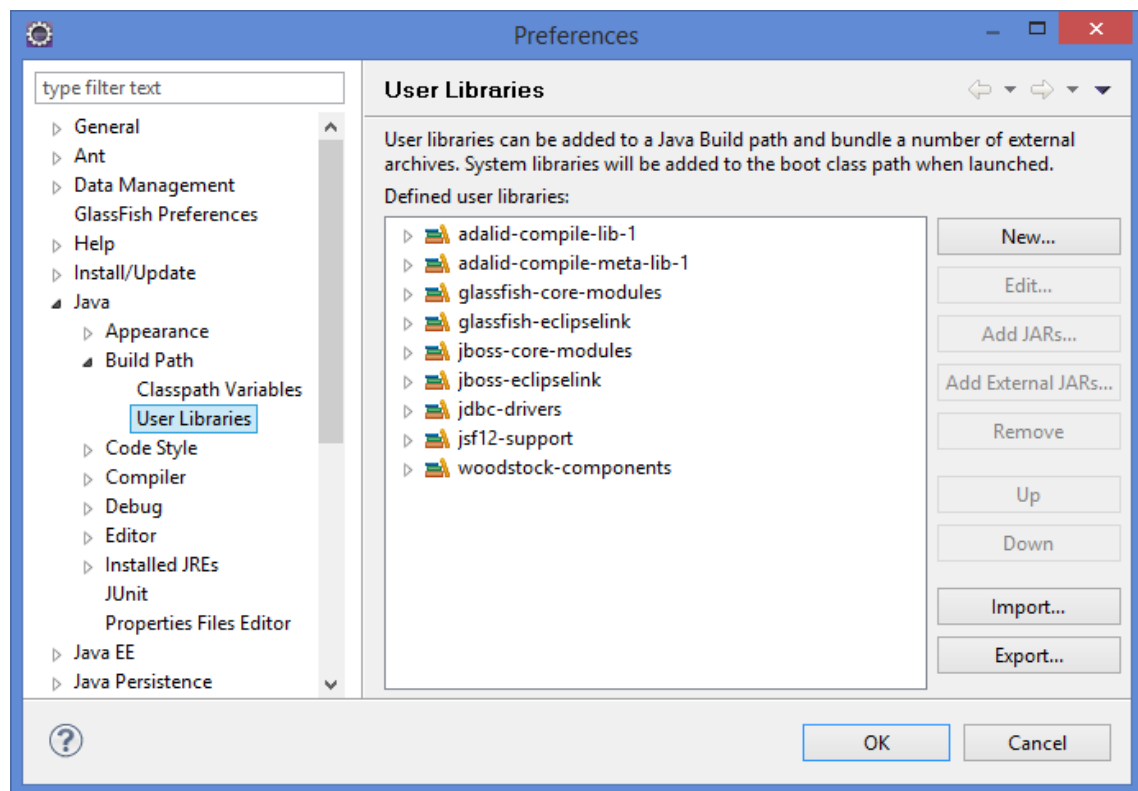 Preferences
type filter text
General
Ant
Data Management
GlassFish Preferences
Help
Install/Update
Java
Appearance
Build Path
Classpath Variables
User Libraries
Code Style
Compiler
Debug
Editor
Installed JREs
JUnit
Properties Files Editor
Java EE
Java Persistence
User Libraries
User libraries can be added to a Java Build path and bundle a number of external
archives. System libraries will be added to the boot class path when launched.
Defined user libraries:
adalid-compile-lib-1
adalid-compile-meta-lib-1
glassfish-core-modules
glassfish-eclipselink
jboss-core-modules
jboss-eclipselink
jdbc-drivers
jsf12-support
woodstock-components
New...
Edit...
Add JARs...
Add External JARs...
Remove
Up
Down
Import...
Export...
OK
Cancel